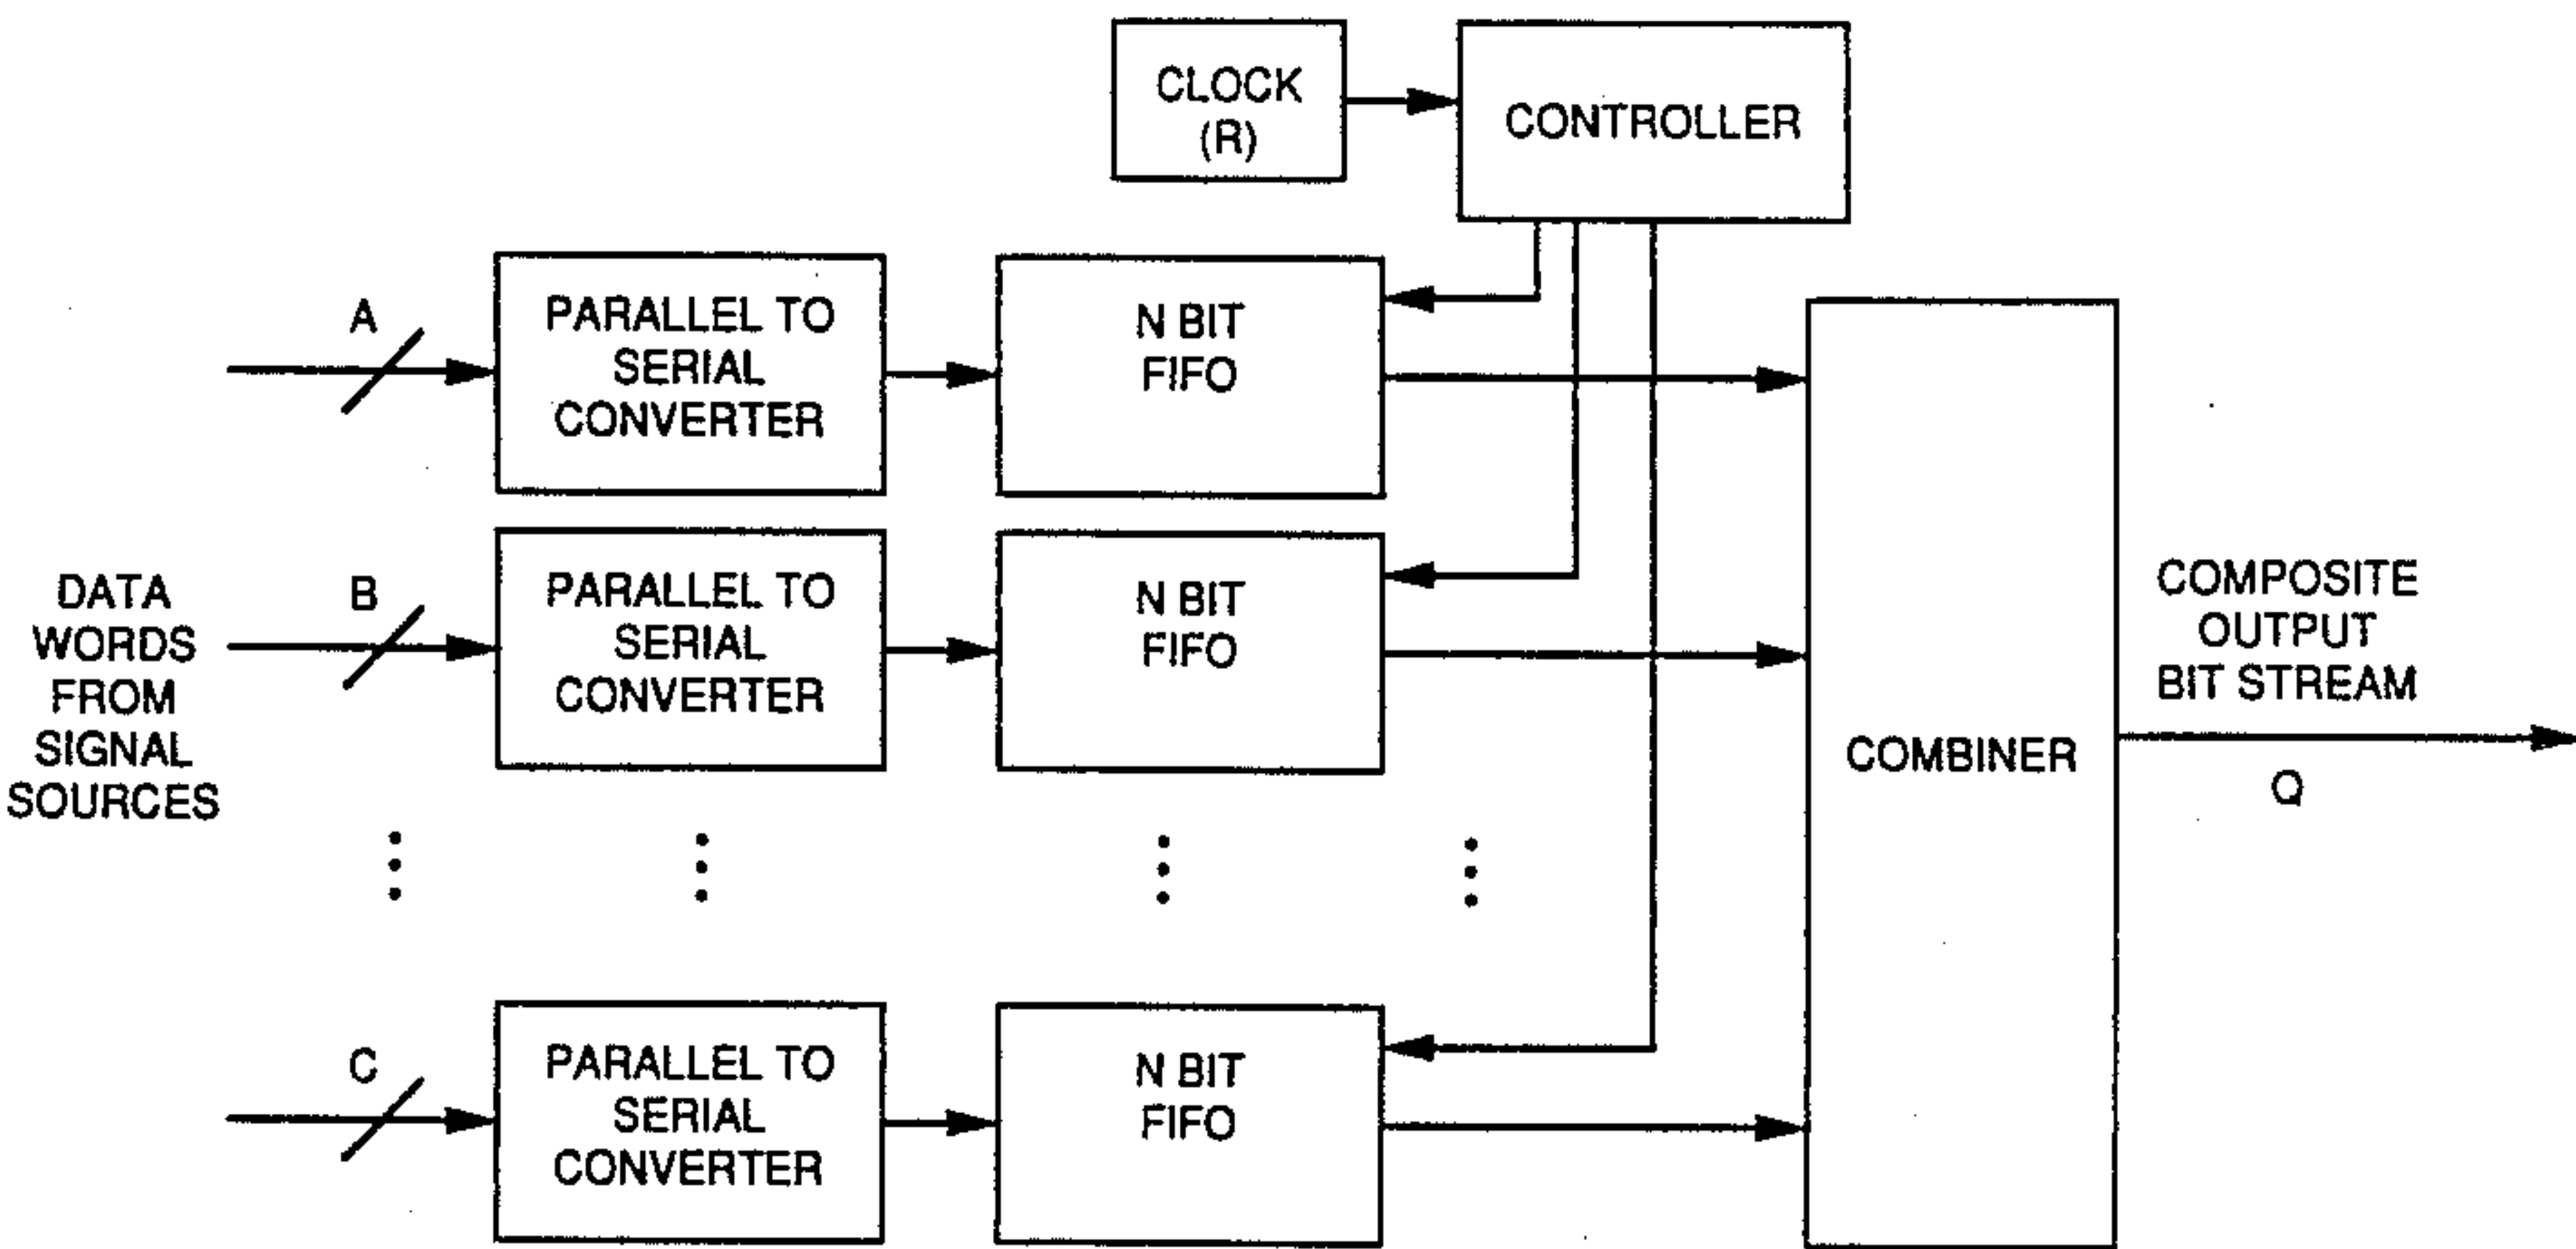 CLOCK
(R)
CONTROLLER
A
PARALLEL TO
SERIAL
CONVERTER
N BIT
FIFO
DATA
WORDS
FROM
SIGNAL
SOURCES
B
PARALLEL TO
SERIAL
CONVERTER
N BIT
FIFO
COMBINER
COMPOSITE
OUTPUT
BIT STREAM
Q
C
PARALLEL TO
SERIAL
CONVERTER
N BIT
FIFO